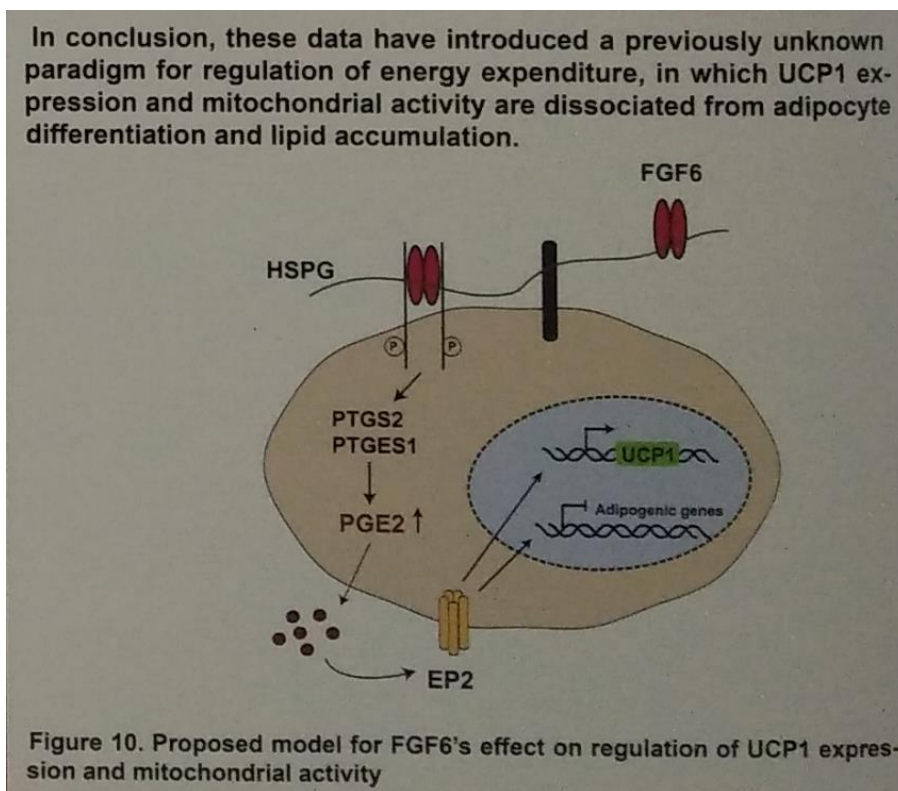 In conclusion, these data have introduced a previously unknown
paradigm for regulation of energy expenditure, in which UCP1 ex-
pression and mitochondrial activity are dissociated from adipocyte
differentiation and lipid accumulation.
FGF6
HSPG
P
P
PTGS2
PTGES1
UCP1
PGE2↑
Adipogenic genes
EP2
Figure 10. Proposed model for FGF6's effect on regulation of UCP1 expres-
sion and mitochondrial activity